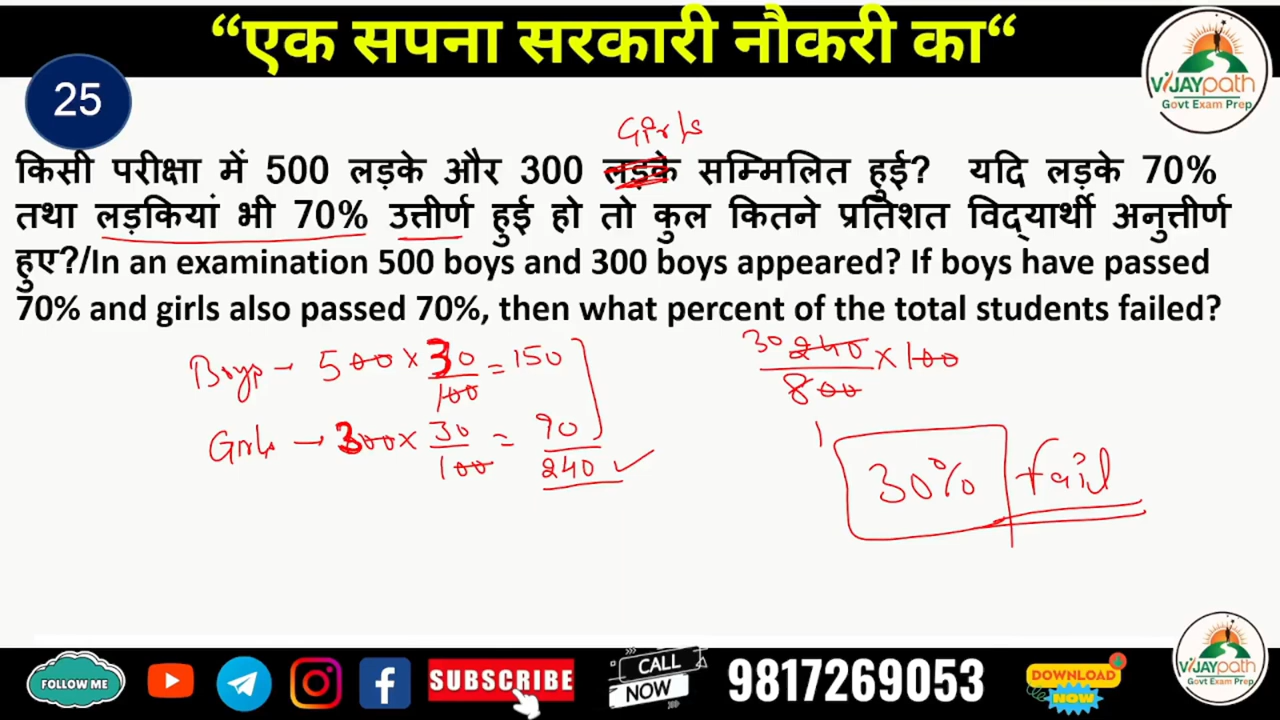 “एक सपना सरकारी नौकरी का“
VIJAYpath
Govt Exam Prep
25
Girls
किसी परीक्षा में 500 लड़के और 300 लड़के सम्मिलित हुई? यदि लड़के 70%
तथा लड़कियां भी 70% उत्तीर्ण हुई हो तो कुल कितने प्रतिशत विद्यार्थी अनुत्तीर्ण
हुए?/In an examination 500 boys and 300 boys appeared? If boys have passed
70% and girls also passed 70%, then what percent of the total students failed?
Boys - 500 × 30/100 = 150
Girls → 300 × 30/100 = 90
240 ✓
30 240/800 × 100
30% fail
FOLLOW ME
SUBSCRIBE
CALL
NOW
9817269053
DOWNLOAD
NOW
VIJAYpath
Govt Exam Prep